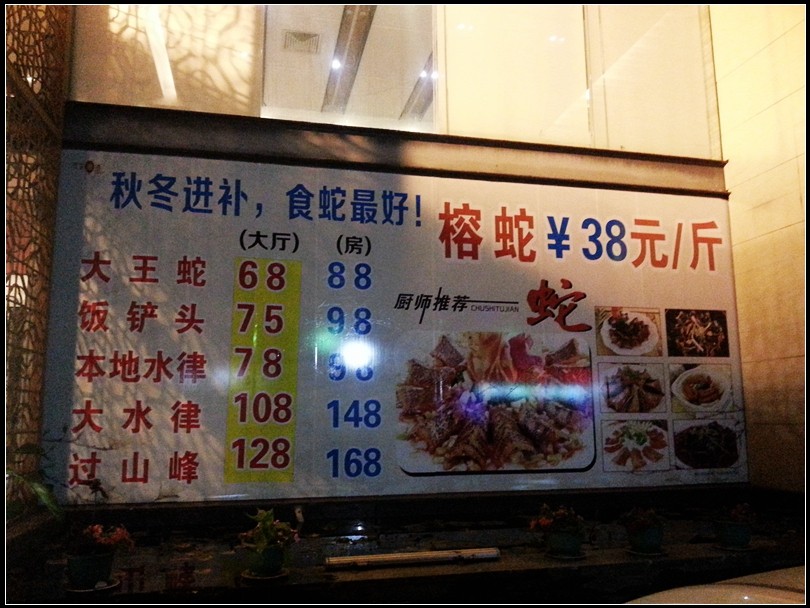 秋冬进补，食蛇最好！
榕蛇￥38元/斤
(大厅) (房)
大王蛇 68 88
饭铲头 75 98
本地水律 78 98
大水律 108 148
过山峰 128 168
厨师推荐 CHUSHITUJIAN 蛇